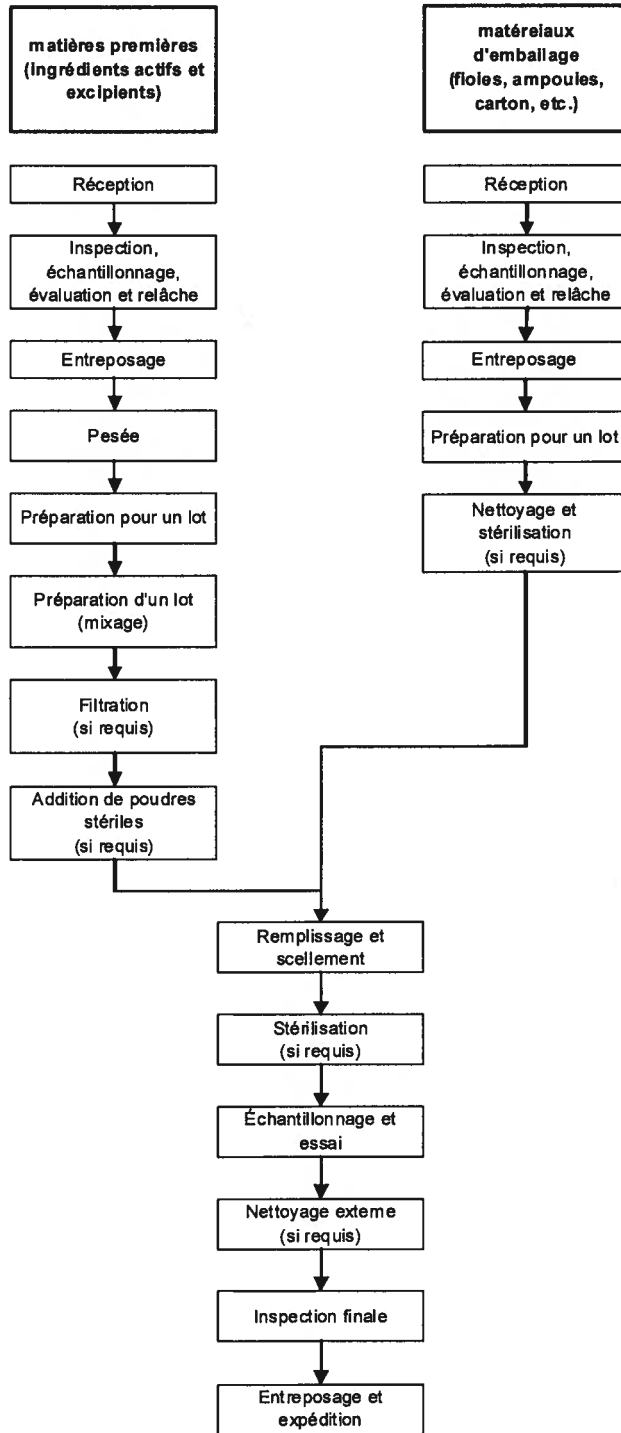 matières premières
(ingrédients actifs et
excipients)
Réception
Inspection,
échantillonnage,
évaluation et relâche
Entreposage
Pesée
Préparation pour un lot
Préparation d'un lot
(mixage)
Filtration
(si requis)
Addition de poudres
stériles
(si requis)
matéreiaux
d'embailage
(floies, ampoules,
carton, etc.)
Réception
Inspection,
échantillonnage,
évaluation et relâche
Entreposage
Préparation pour un lot
Nettoyage et
stérilisation
(si requis)
Remplissage et
scellement
Stérilisation
(si requis)
Échantillonnage et
essai
Nettoyage externe
(si requis)
Inspection finale
Entreposage et
expédition